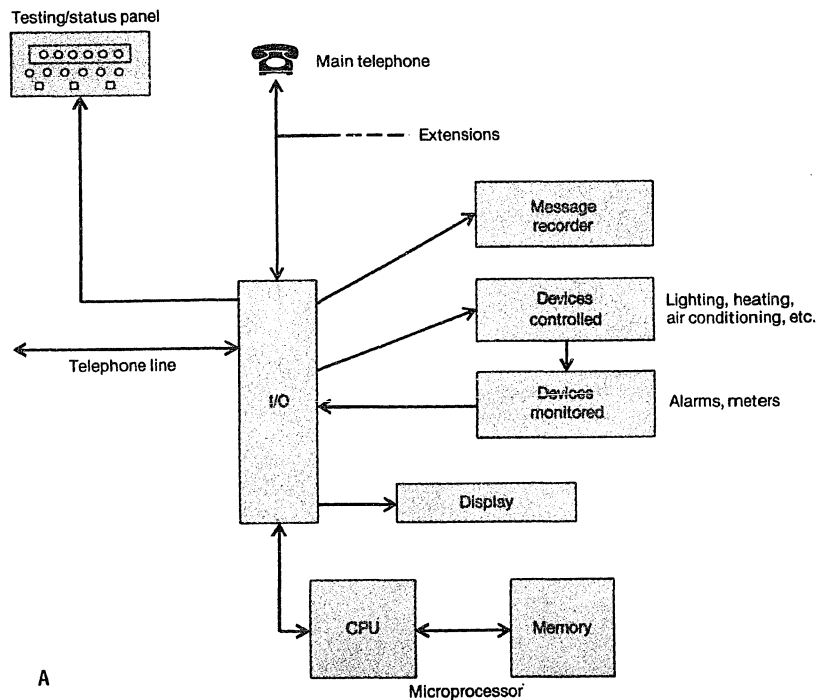 Testing/status panel
Main telephone
Extensions
Message
recorder
Devices
controlled
Lighting, heating,
air conditioning, etc.
Telephone line
I/O
Devices
monitored
Alarms, meters
Display
CPU
Memory
A
Microprocessor